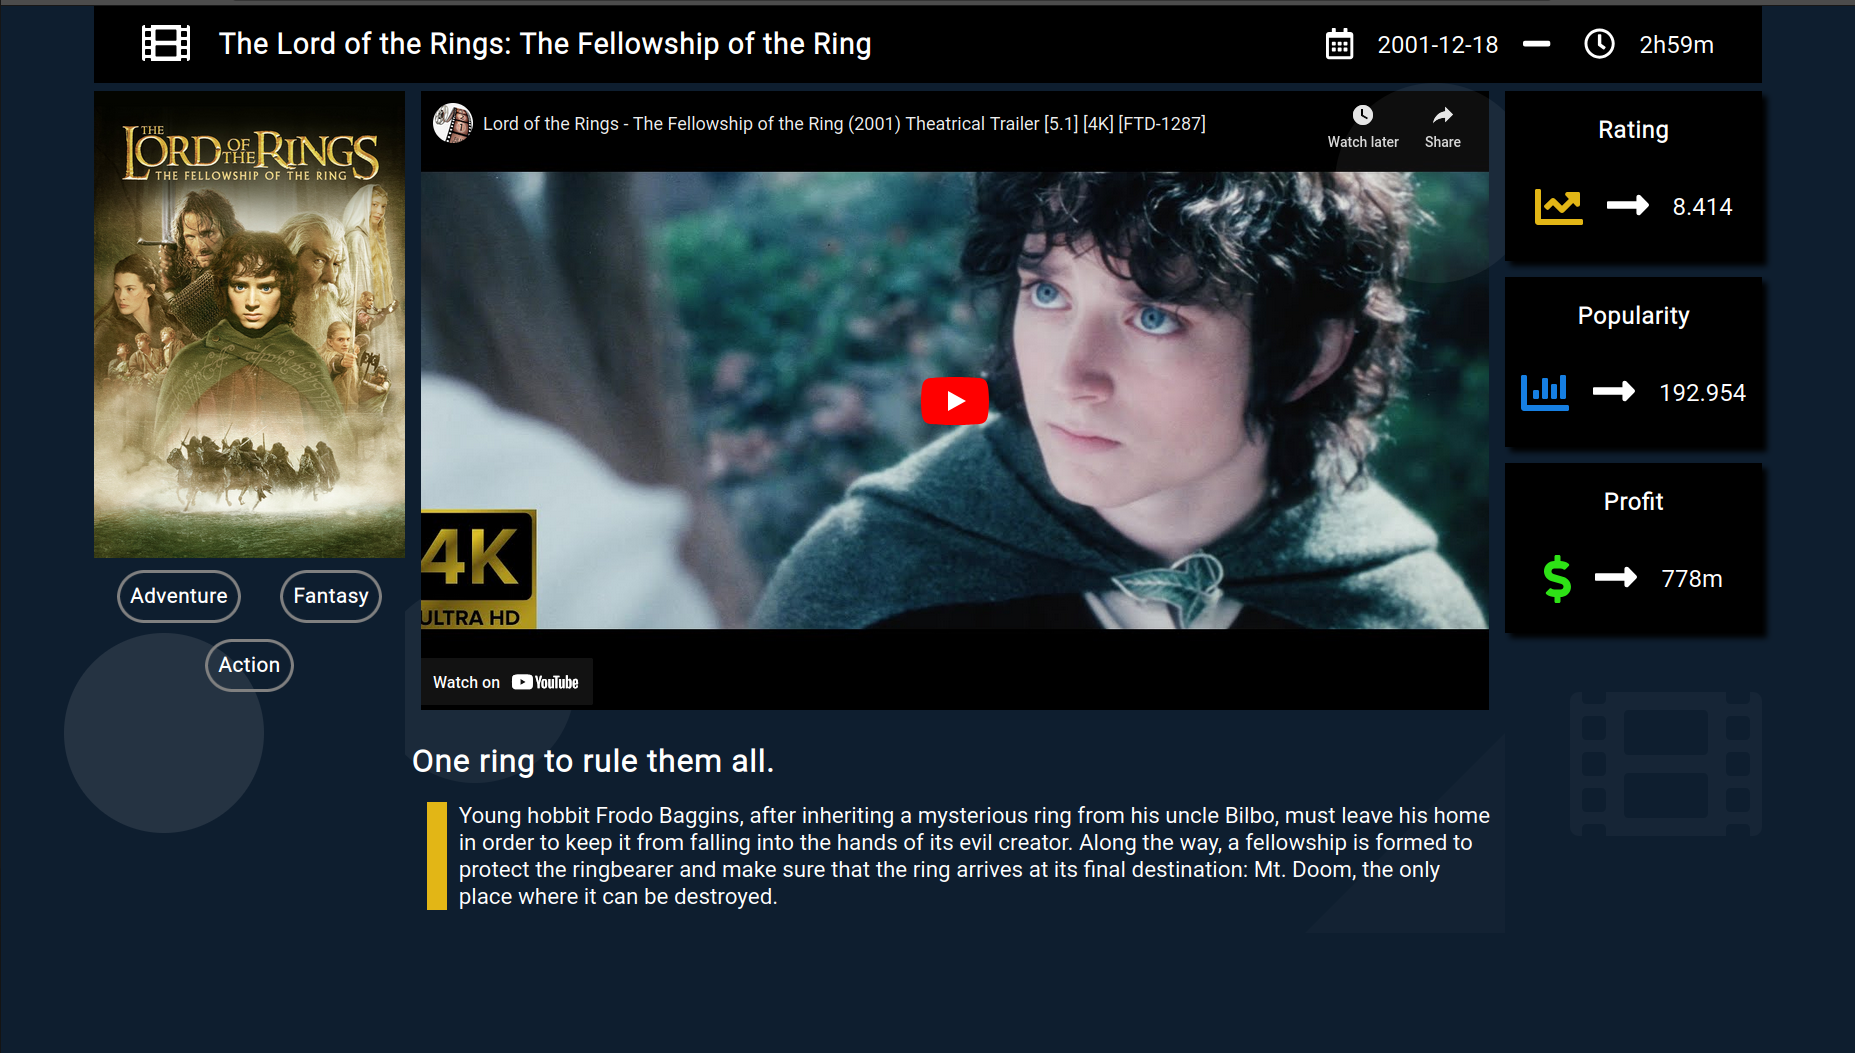 The Lord of the Rings: The Fellowship of the Ring
2001-12-18
2h59m
THE
LORD OF THE RINGS
THE FELLOWSHIP OF THE RING
Adventure
Fantasy
Action
Lord of the Rings - The Fellowship of the Ring (2001) Theatrical Trailer [5.1] [4K] [FTD-1287]
Watch later
Share
4K
ULTRA HD
Watch on YouTube
One ring to rule them all.
Young hobbit Frodo Baggins, after inheriting a mysterious ring from his uncle Bilbo, must leave his home
in order to keep it from falling into the hands of its evil creator. Along the way, a fellowship is formed to
protect the ringbearer and make sure that the ring arrives at its final destination: Mt. Doom, the only
place where it can be destroyed.
Rating
8.414
Popularity
192.954
Profit
778m